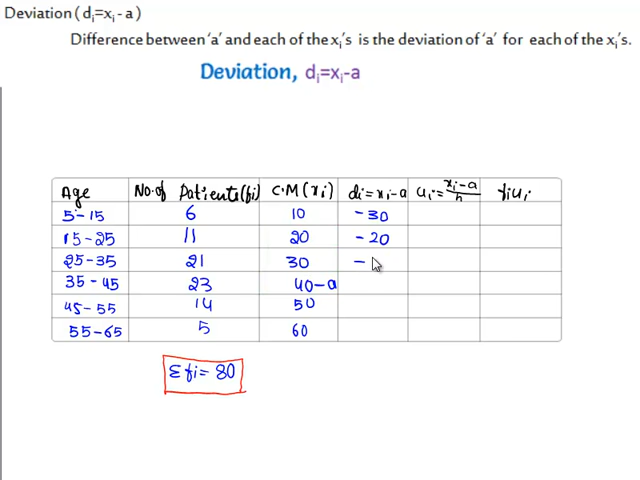 Deviation ( dᵢ=xᵢ- a )
Difference between 'a' and each of the xᵢ's is the deviation of 'a' for each of the xᵢ's.
Deviation, dᵢ=xᵢ-a
Age No. of Patients (fi) C.M (xi) di = xi - a ui = xi - a / h fiui
5-15 6 10 -30
15-25 11 20 -20
25-35 21 30 -
35-45 23 40-a
45-55 14 50
55-65 5 60
Σfi = 80